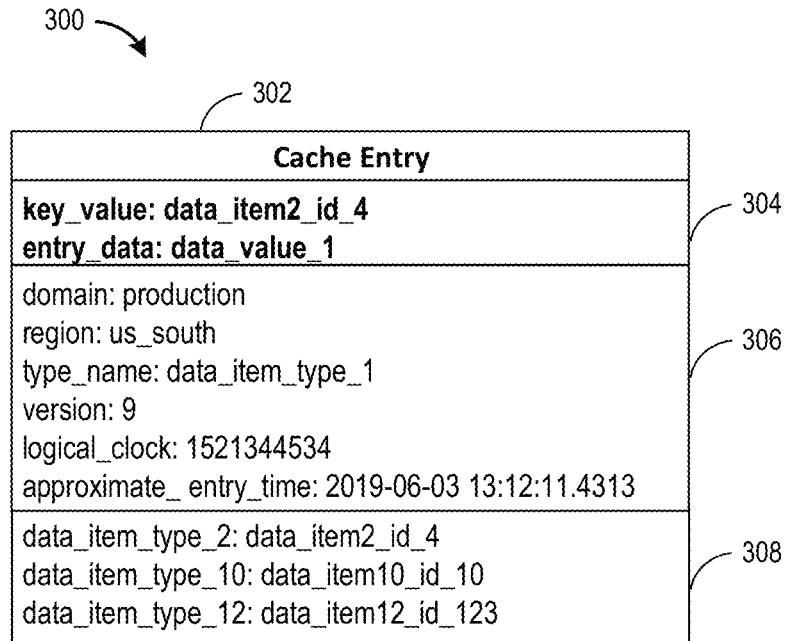 300
302
Cache Entry
key_value: data_item2_id_4
304
entry_data: data_value_1
domain: production
region: us_south
306
type_name: data_item_type_1
version: 9
logical_clock: 1521344534
approximate_ entry_time: 2019-06-03 13:12:11.4313
data_item_type_2: data_item2_id_4
308
data_item_type_10: data_item10_id_10
data_item_type_12: data_item12_id_123